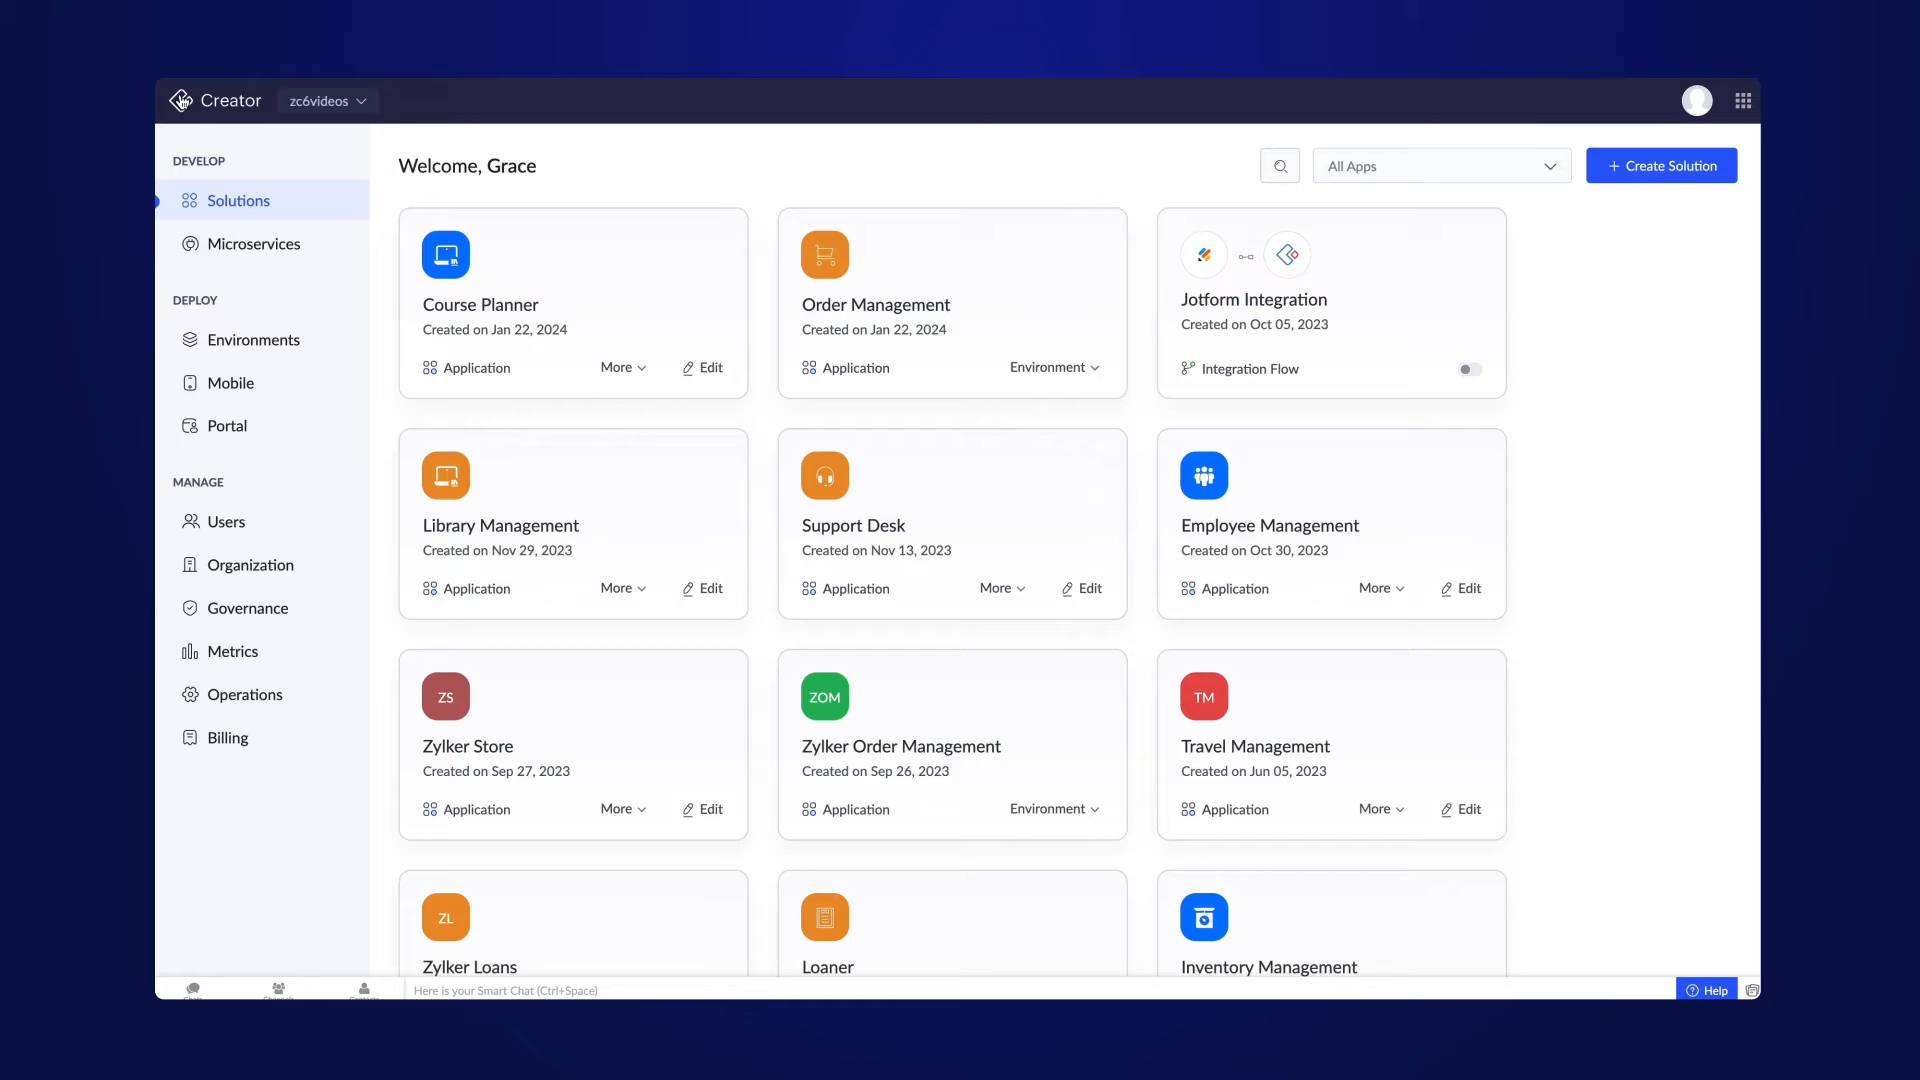 Creator
zc6videos
DEVELOP
Solutions
Microservices
DEPLOY
Environments
Mobile
Portal
MANAGE
Users
Organization
Governance
Metrics
Operations
Billing
Welcome, Grace
All Apps
+ Create Solution
Course Planner
Created on Jan 22, 2024
Application
More
Edit
Order Management
Created on Jan 22, 2024
Application
Environment
Jotform Integration
Created on Oct 05, 2023
Integration Flow
Library Management
Created on Nov 29, 2023
Application
More
Edit
Support Desk
Created on Nov 13, 2023
Application
More
Edit
Employee Management
Created on Oct 30, 2023
Application
More
Edit
ZS
Zylker Store
Created on Sep 27, 2023
Application
More
Edit
ZOM
Zylker Order Management
Created on Sep 26, 2023
Application
Environment
TM
Travel Management
Created on Jun 05, 2023
Application
More
Edit
ZL
Zylker Loans
Loaner
Inventory Management
Here is your Smart Chat (Ctrl+Space)
Help